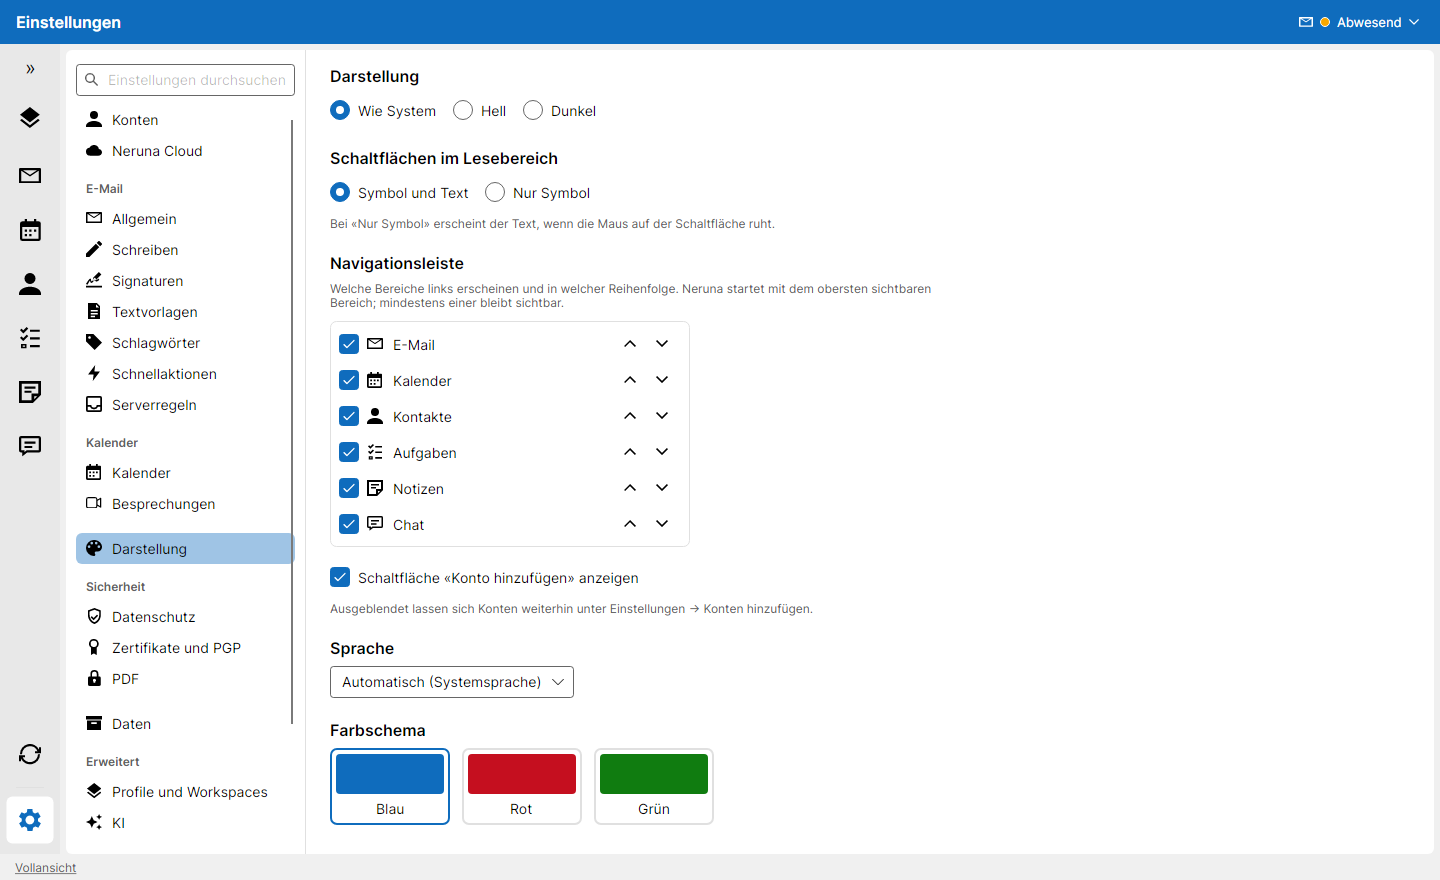 Einstellungen
Abwesend
Einstellungen durchsuchen
Konten
Neruna Cloud
E-Mail
Allgemein
Schreiben
Signaturen
Textvorlagen
Schlagwörter
Schnellaktionen
Serverregeln
Kalender
Kalender
Besprechungen
Darstellung
Sicherheit
Datenschutz
Zertifikate und PGP
PDF
Daten
Erweitert
Profile und Workspaces
KI
Darstellung
Wie System Hell Dunkel
Schaltflächen im Lesebereich
Symbol und Text Nur Symbol
Bei «Nur Symbol» erscheint der Text, wenn die Maus auf der Schaltfläche ruht.
Navigationsleiste
Welche Bereiche links erscheinen und in welcher Reihenfolge. Neruna startet mit dem obersten sichtbaren
Bereich; mindestens einer bleibt sichtbar.
E-Mail
Kalender
Kontakte
Aufgaben
Notizen
Chat
Schaltfläche «Konto hinzufügen» anzeigen
Ausgeblendet lassen sich Konten weiterhin unter Einstellungen → Konten hinzufügen.
Sprache
Automatisch (Systemsprache)
Farbschema
Blau Rot Grün
Vollansicht